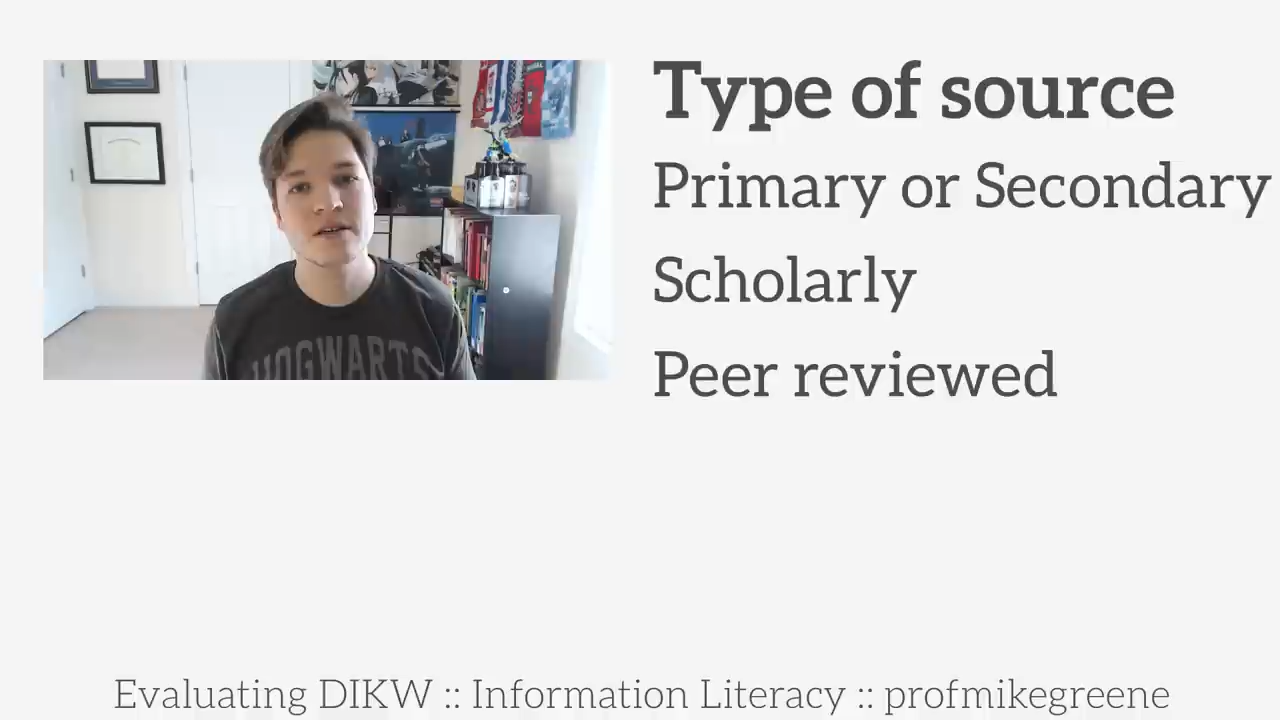 Type of source
Primary or Secondary
Scholarly
Peer reviewed
HOGWARTS
Evaluating DIKW :: Information Literacy :: profmikegreene